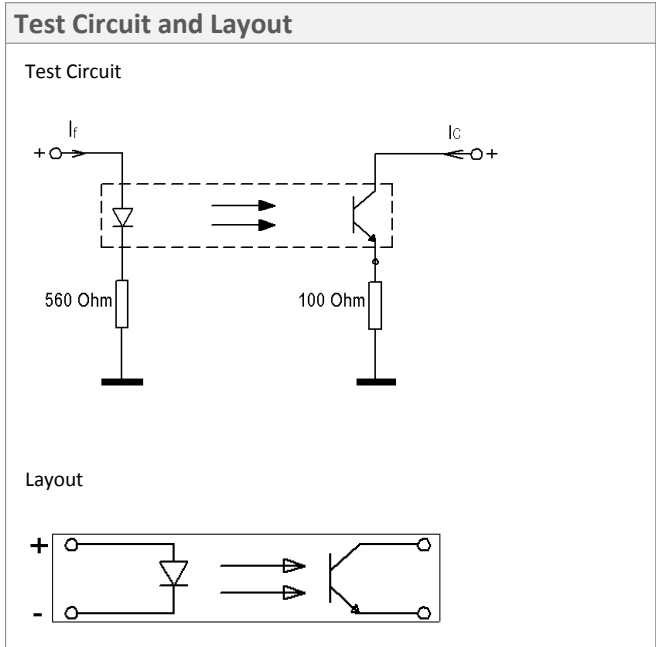 Test Circuit and Layout
Test Circuit
If IC
+ +
560 Ohm 100 Ohm
Layout
+
-